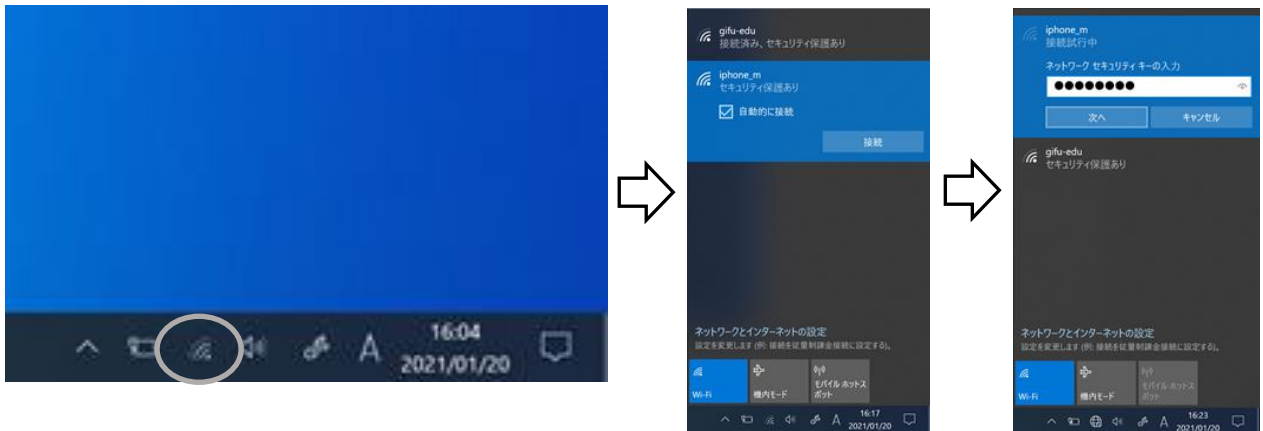 A
16:04
2021/01/20
gifu-edu
接続済み、セキュリティ保護あり
iphone_m
セキュリティ保護あり
自動的に接続
接続
ネットワークとインターネットの設定
設定を変更します (例: 接続を従量制課金接続に設定する)。
Wi-Fi
機内モード
モバイル ホットス
ポット
A
16:17
2021/01/20
iphone_m
接続試行中
ネットワーク セキュリティ キーの入力
●●●●●●●●
次へ
キャンセル
gifu-edu
セキュリティ保護あり
ネットワークとインターネットの設定
設定を変更します (例: 接続を従量制課金接続に設定する)。
Wi-Fi
機内モード
モバイル ホットス
ポット
A
16:23
2021/01/20